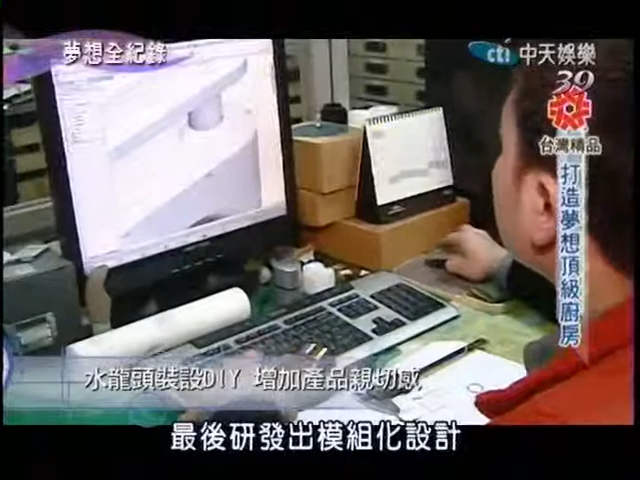 夢想全紀錄
cti 中天娛樂
39
台灣精品
打造夢想頂級廚房
水龍頭裝設DIY 增加產品親切感
最後研發出模組化設計